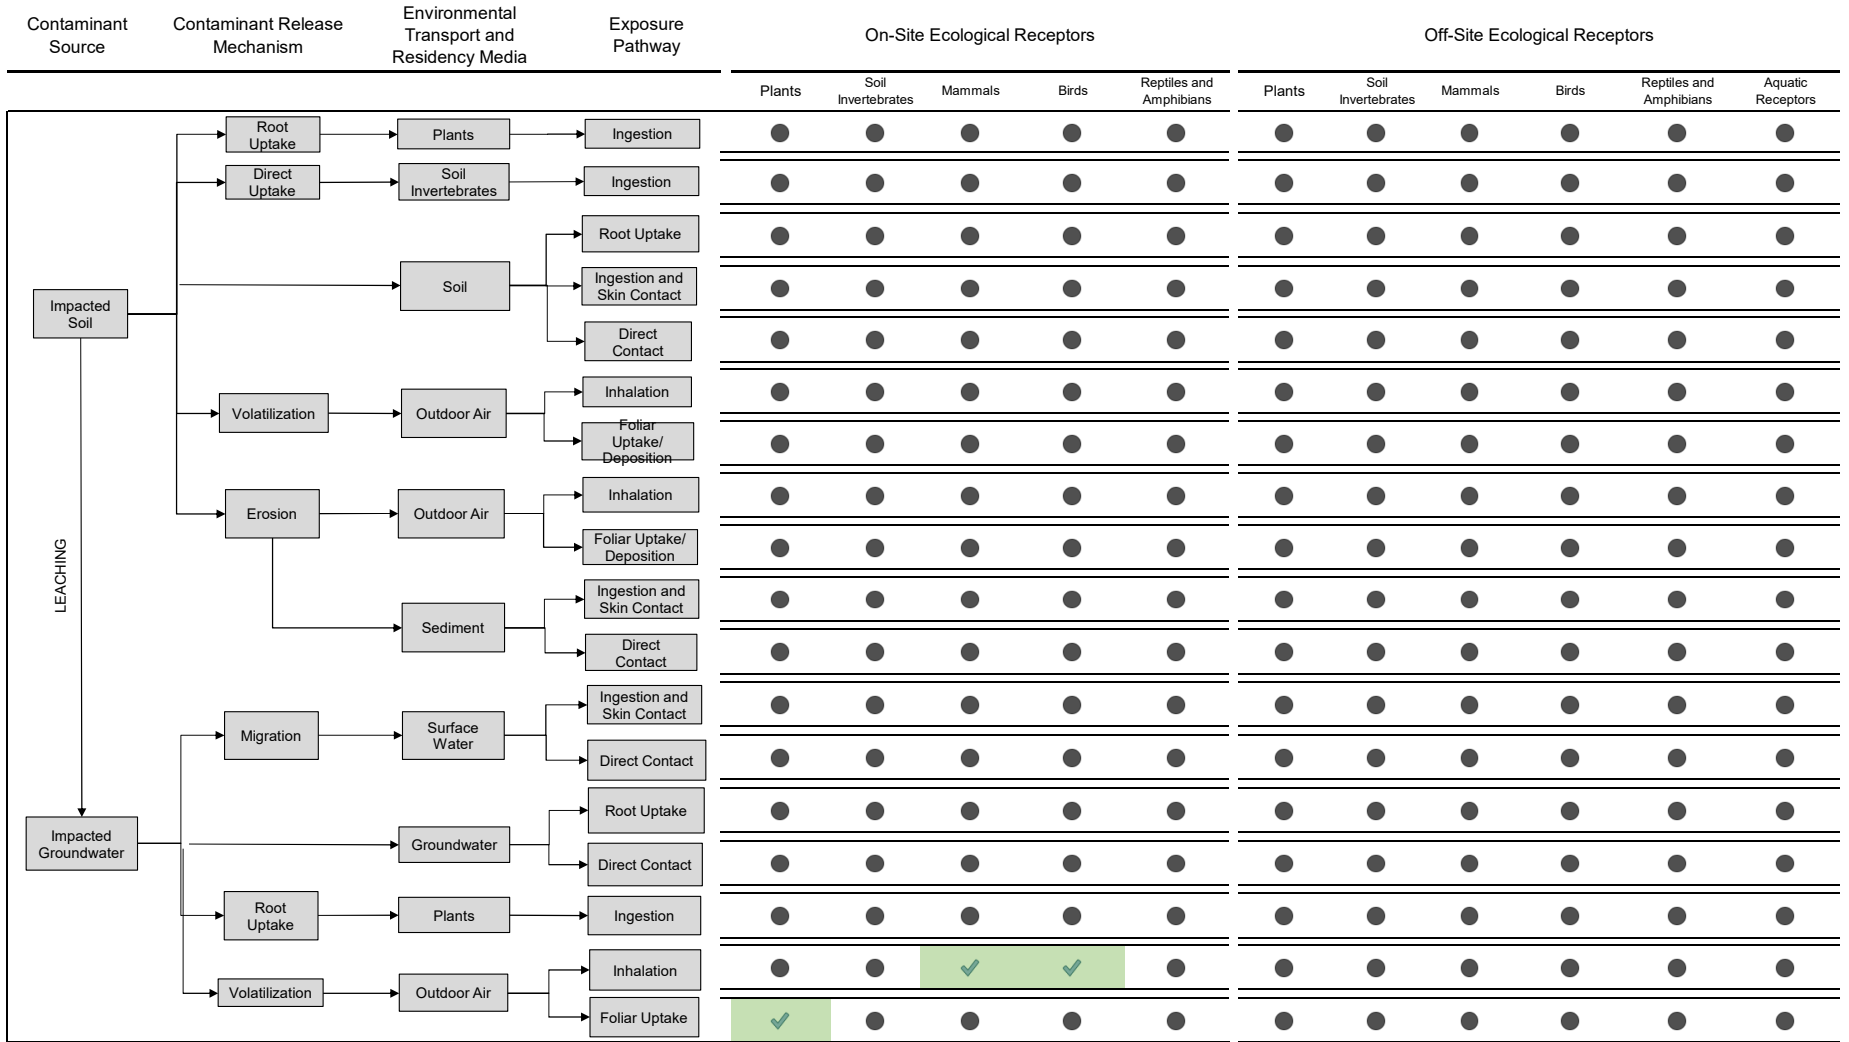 Contaminant
Source
Contaminant Release
Mechanism
Environmental
Transport and
Residency Media
Exposure
Pathway
On-Site Ecological Receptors
Off-Site Ecological Receptors
Plants
Soil
Invertebrates
Mammals
Birds
Reptiles and
Amphibians
Plants
Soil
Invertebrates
Mammals
Birds
Reptiles and
Amphibians
Aquatic
Receptors
Root
Uptake
Plants
Ingestion
Direct
Uptake
Soil
Invertebrates
Ingestion
Impacted
Soil
Soil
Root Uptake
Ingestion and
Skin Contact
Direct
Contact
Volatilization
Outdoor Air
Inhalation
Foliar
Uptake/
Deposition
Erosion
Outdoor Air
Inhalation
Foliar Uptake/
Deposition
LEACHING
Sediment
Ingestion and
Skin Contact
Direct
Contact
Migration
Surface
Water
Ingestion and
Skin Contact
Direct Contact
Impacted
Groundwater
Groundwater
Root Uptake
Direct Contact
Root
Uptake
Plants
Ingestion
Volatilization
Outdoor Air
Inhalation
Foliar Uptake